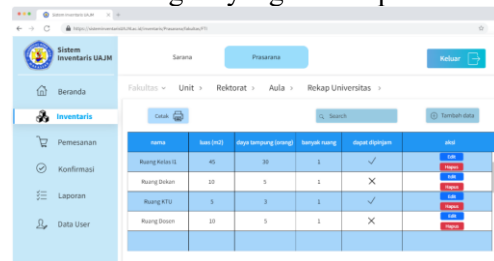 Sistem Inventaris UAJM
Sistem
Inventaris UAJM
Sarana
Prasarana
Keluar
Beranda
Inventaris
Pemesanan
Konfirmasi
Laporan
Data User
Fakultas Unit > Rektorat > Aula > Rekap Universitas >
Cetak
Search
Tambah data
nama luas (m2) daya tampung (orang) banyak ruang dapat dipinjam aksi
Ruang Kelas I1 45 30 1 ✓ Edit
Hapus
Ruang Dekan 10 5 1 X Edit
Hapus
Ruang KTU 5 3 1 ✓ Edit
Hapus
Ruang Dosen 10 5 1 X Edit
Hapus